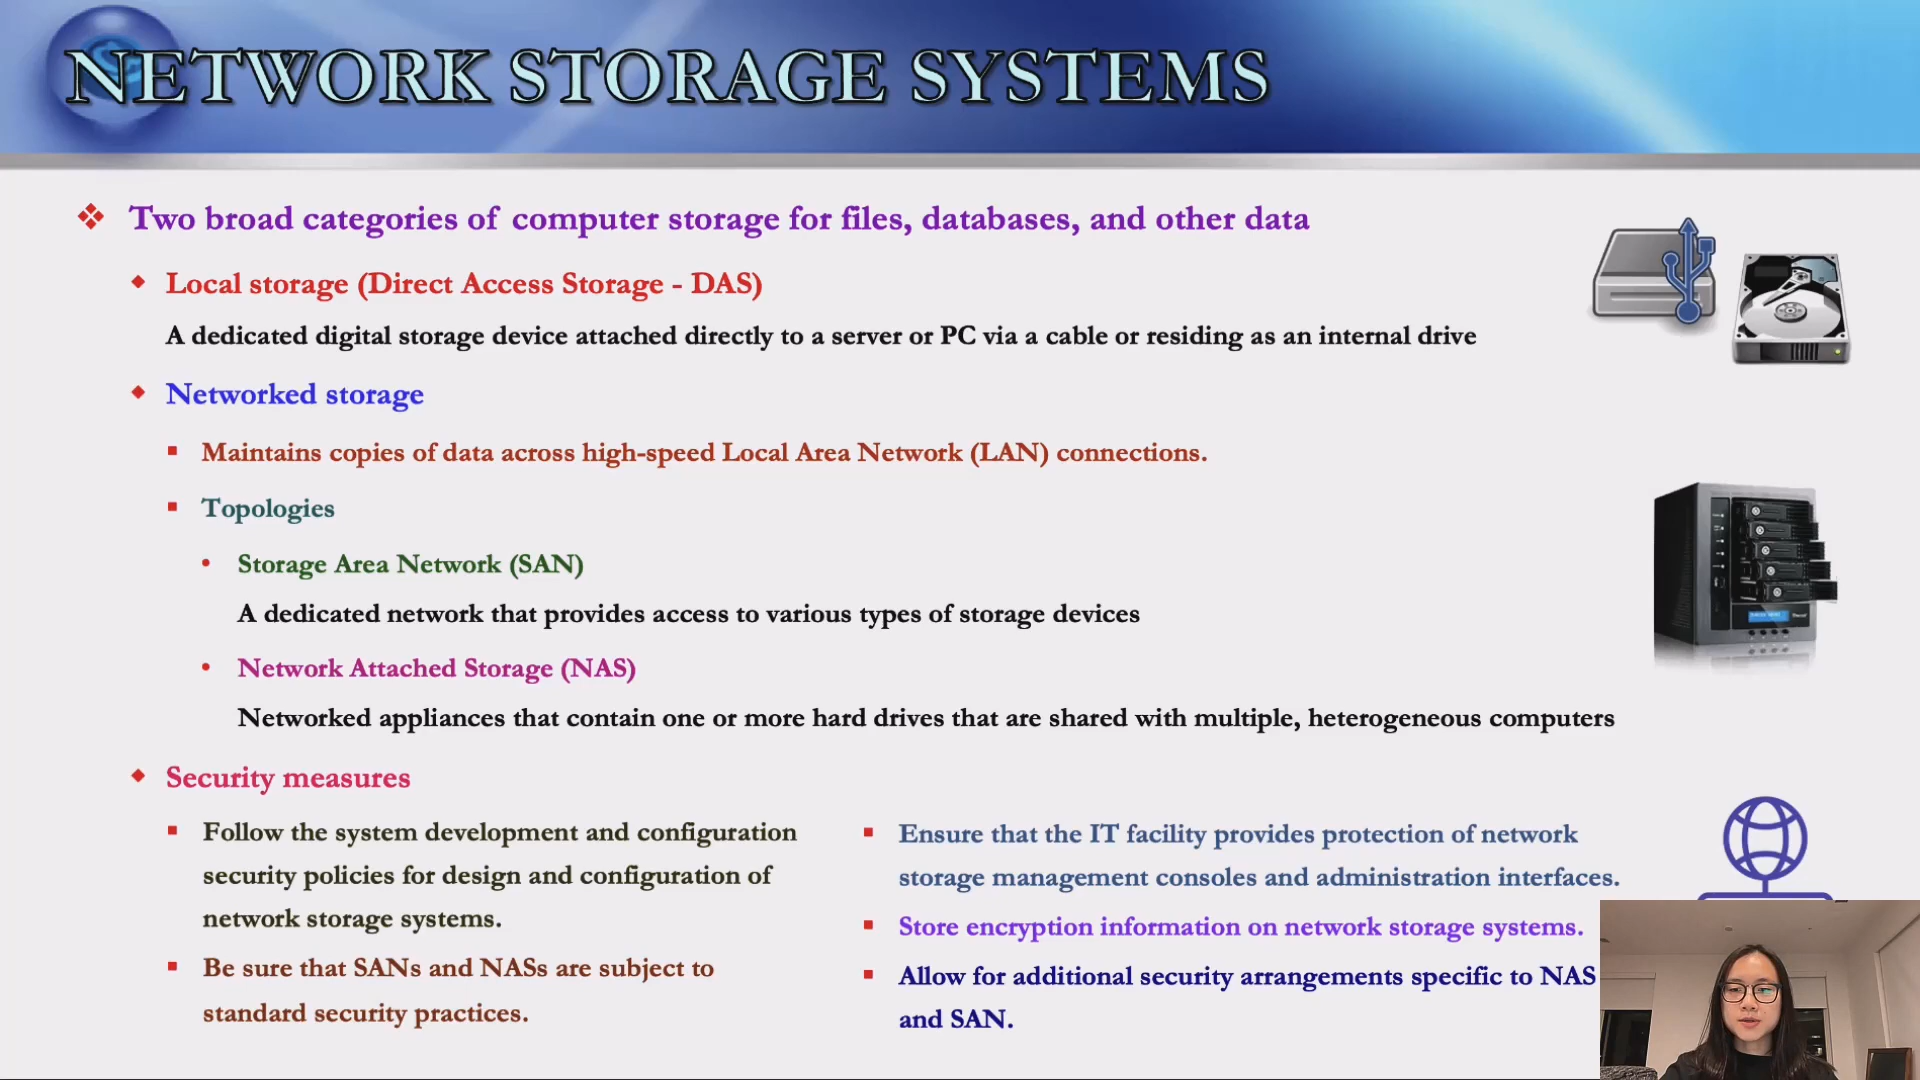 NETWORK STORAGE SYSTEMS
Two broad categories of computer storage for files, databases, and other data
Local storage (Direct Access Storage - DAS)
A dedicated digital storage device attached directly to a server or PC via a cable or residing as an internal drive
Networked storage
Maintains copies of data across high-speed Local Area Network (LAN) connections.
Topologies
Storage Area Network (SAN)
A dedicated network that provides access to various types of storage devices
Network Attached Storage (NAS)
Networked appliances that contain one or more hard drives that are shared with multiple, heterogeneous computers
Security measures
Follow the system development and configuration
security policies for design and configuration of
network storage systems.
Be sure that SANs and NASs are subject to
standard security practices.
Ensure that the IT facility provides protection of network
storage management consoles and administration interfaces.
Store encryption information on network storage systems.
Allow for additional security arrangements specific to NAS
and SAN.